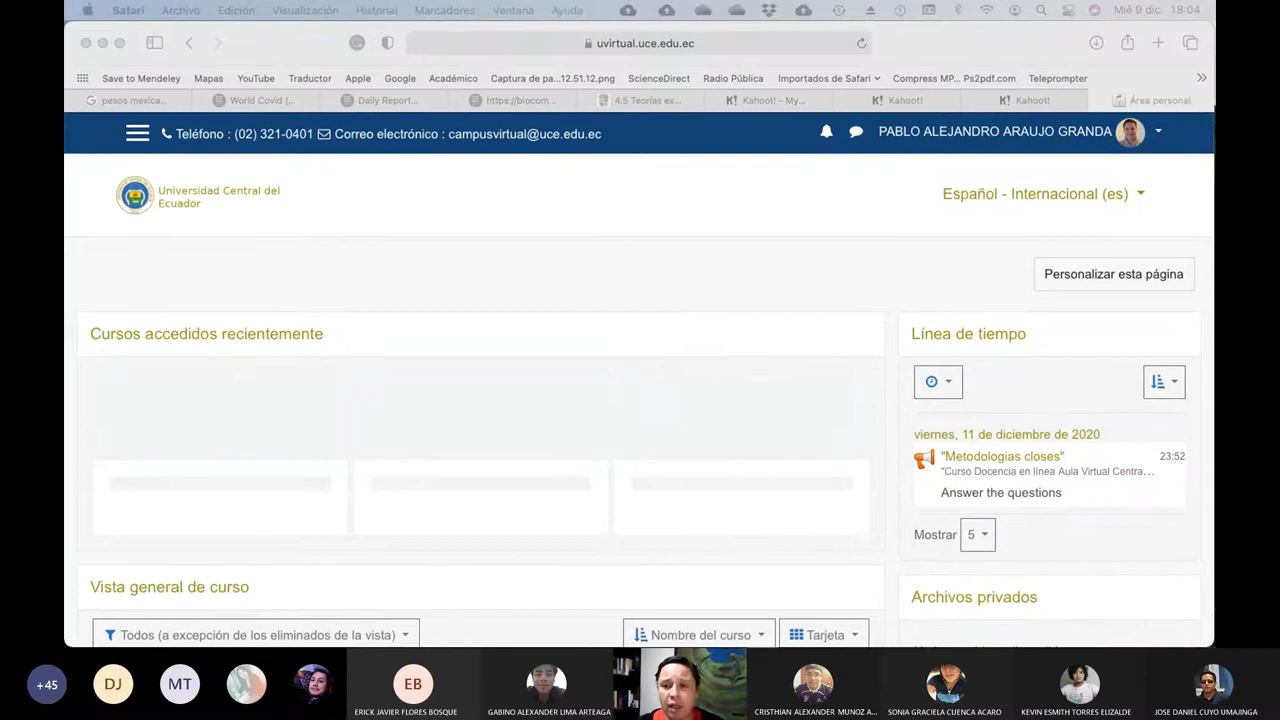 Safari Archivo Edición Visualización Historial Marcadores Ventana Ayuda Mié 9 dic. 18:04
uvirtual.uce.edu.ec
Save to Mendeley Mapas YouTube Traductor Apple Google Académico Captura de pa...12.51.12.png ScienceDirect Radio Pública Importados de Safari Compress MP... Ps2pdf.com Teleprompter
pesos mexica... World Covid (... Daily Report... https://biocom... 4.5 Teorías ex... Kahoot! - My... Kahoot! Kahoot! Área personal
Teléfono : (02) 321-0401 Correo electrónico : campusvirtual@uce.edu.ec PABLO ALEJANDRO ARAUJO GRANDA
Universidad Central del
Ecuador
Español - Internacional (es)
Personalizar esta página
Cursos accedidos recientemente
Línea de tiempo
viernes, 11 de diciembre de 2020
"Metodologias closes" 23:52
"Curso Docencia en línea Aula Virtual Centra...
Answer the questions
Mostrar 5
Vista general de curso
Archivos privados
Todos (a excepción de los eliminados de la vista) Nombre del curso Tarjeta
+45 DJ MT EB
ERICK JAVIER FLORES BOSQUE GABINO ALEXANDER LIMA ARTEAGA CRISTHIAN ALEXANDER MUNOZ A... SONIA GRACIELA CUENCA ACARO KEVIN ESMITH TORRES ELIZALDE JOSE DANIEL CUYO UMAJINGA